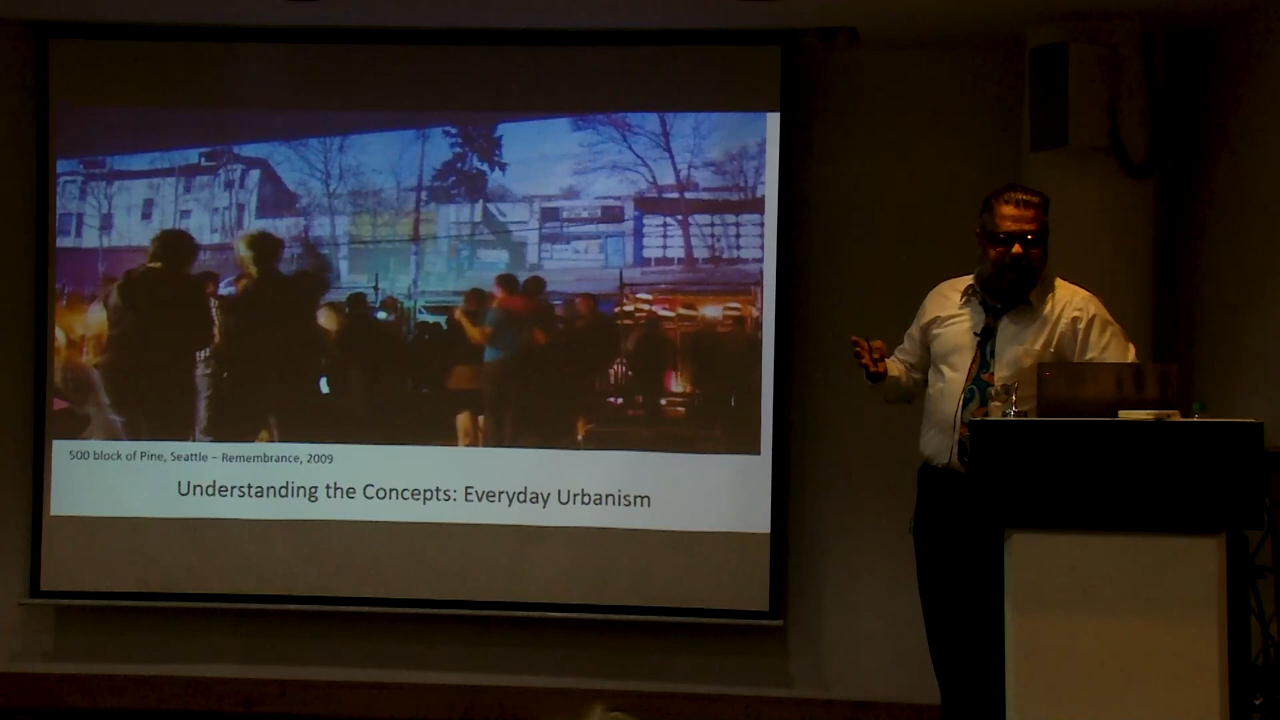 500 block of Pine, Seattle – Remembrance, 2009
Understanding the Concepts: Everyday Urbanism